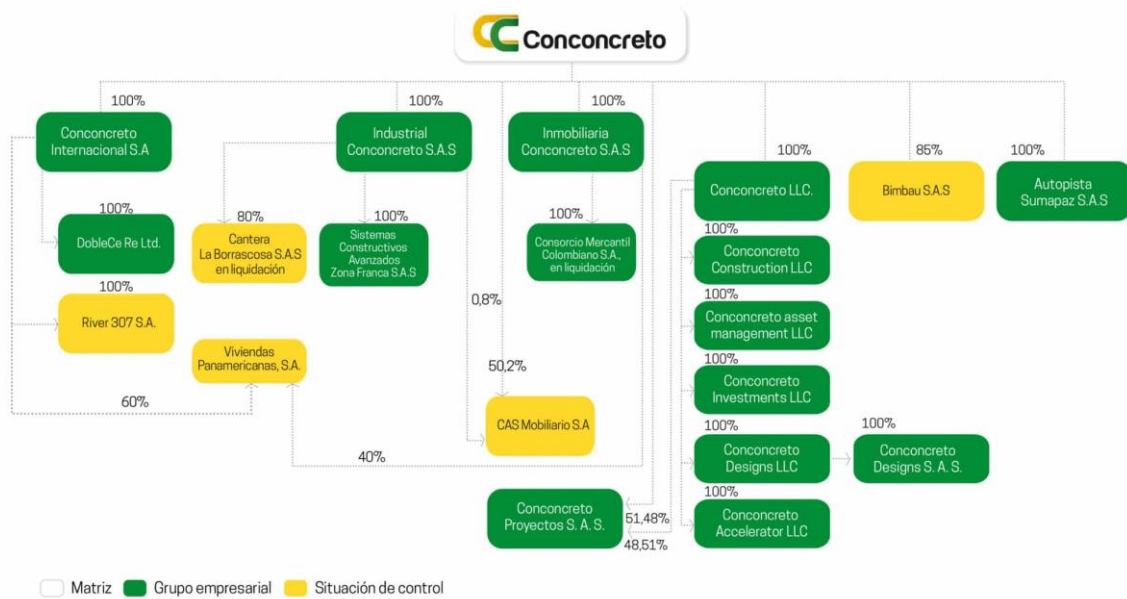 Conconcreto
100%
100%
100%
Conconcreto
Internacional S.A
Industrial
Conconcreto S.A.S
Inmobiliaria
Conconcreto S.A.S
100%
85%
100%
Conconcreto LLC.
Bimbau S.A.S
Autopista
Sumapaz S.A.S
100%
DobleCe Re Ltd.
80%
Cantera
La Borrascosa S.A.S
en liquidación
100%
Sistemas
Constructivos
Avanzados
Zona Franca S.A.S
100%
Consorcio Mercantil
Colombiano S.A.,
en liquidación
100%
Conconcreto
Construction LLC
100%
River 307 S.A.
0,8%
100%
Conconcreto asset
management LLC
Viviendas
Panamericanas, S.A.
50,2%
100%
Conconcreto
Investments LLC
60%
CAS Mobiliario S.A
40%
100%
Conconcreto
Designs LLC
100%
Conconcreto
Designs S. A. S.
Conconcreto
Proyectos S. A. S.
51,48%
48,51%
100%
Conconcreto
Accelerator LLC
Matriz
Grupo empresarial
Situación de control